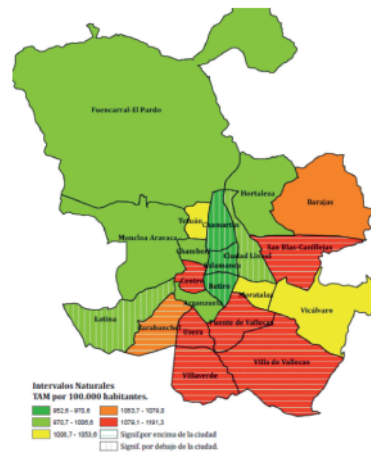 Fuencarral-El Pardo
Hortaleza
Barajas
Tetuán
Chamartín
Moncloa Aravaca
Chamberí
Ciudad Lineal
San Blas-Canillejas
Salamanca
Centro
Retiro
Moratalaz
Vicálvaro
Arganzuela
Latina
Carabanchel
Usera
Puente de Vallecas
Villa de Vallecas
Villaverde
Intervalos Naturales
TAM por 100.000 habitantes.
952,6 - 970,6
970,7 - 1008,6
1008,7 - 1053,6
1053,7 - 1079,0
1079,1 - 1191,3
Signif.por encima de la ciudad
Signif. por debajo de la ciudad.